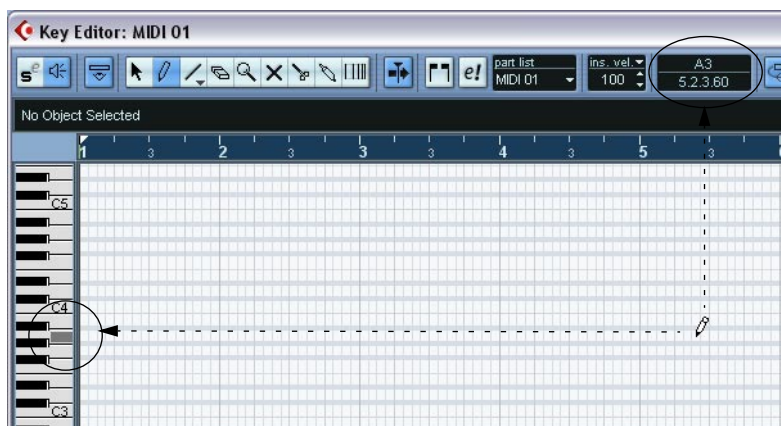 Key Editor: MIDI 01
part list
ins. vel.
A3
MIDI 01
100
5.2.3.60
No Object Selected
1 3 2 3 3 3 4 3 5 3
C5
C4
C3